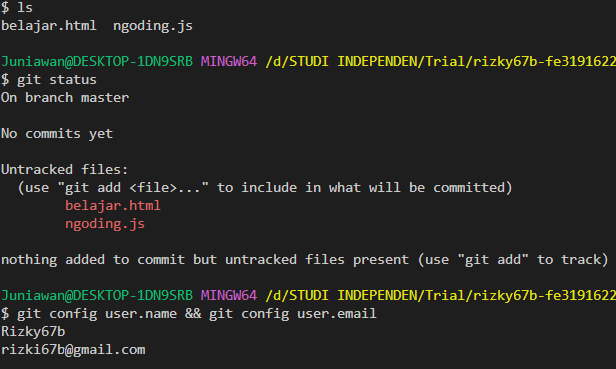 $ ls
belajar.html  ngoding.js
Juniawan@DESKTOP-1DN9SRB MINGW64 /d/STUDI INDEPENDEN/Trial/rizky67b-fe3191622
$ git status
On branch master
No commits yet
Untracked files:
  (use "git add <file>..." to include in what will be committed)
        belajar.html
        ngoding.js
nothing added to commit but untracked files present (use "git add" to track)
Juniawan@DESKTOP-1DN9SRB MINGW64 /d/STUDI INDEPENDEN/Trial/rizky67b-fe3191622
$ git config user.name && git config user.email
Rizky67b
rizki67b@gmail.com